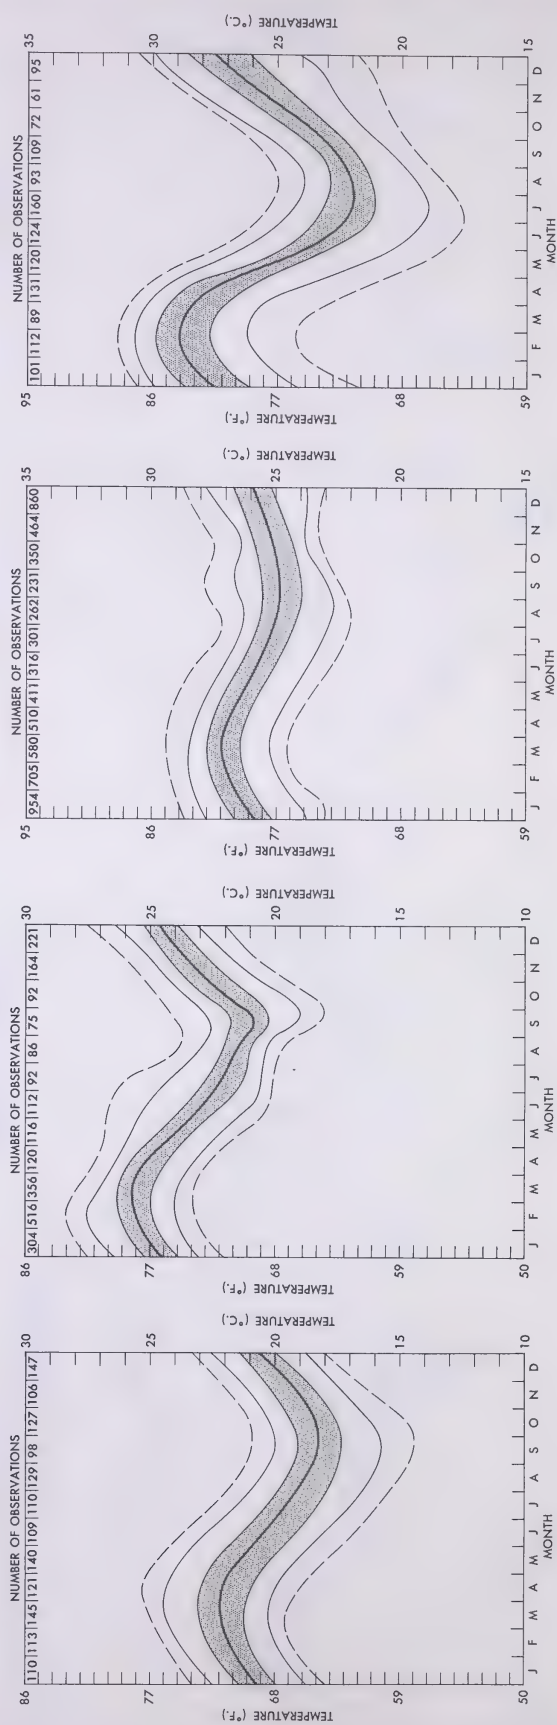 NUMBER OF OBSERVATIONS
110|113|145|121|140|109|110|129|98|127|106|147
86
77
68
59
50
TEMPERATURE (°F.)
30
25
20
15
10
TEMPERATURE (°C.)
J F M A M J J A S O N D
MONTH
NUMBER OF OBSERVATIONS
304|516|356|120|116|112|92|86|75|92|164|221
86
77
68
59
50
TEMPERATURE (°F.)
30
25
20
15
10
TEMPERATURE (°C.)
J F M A M J J A S O N D
MONTH
NUMBER OF OBSERVATIONS
954|705|580|510|411|316|301|262|231|350|464|860
95
86
77
68
59
TEMPERATURE (°F.)
35
30
25
20
15
TEMPERATURE (°C.)
J F M A M J J A S O N D
MONTH
NUMBER OF OBSERVATIONS
101|112|89|131|120|124|160|93|109|72|61|95
95
86
77
68
59
TEMPERATURE (°F.)
35
30
25
20
15
TEMPERATURE (°C.)
J F M A M J J A S O N D
MONTH